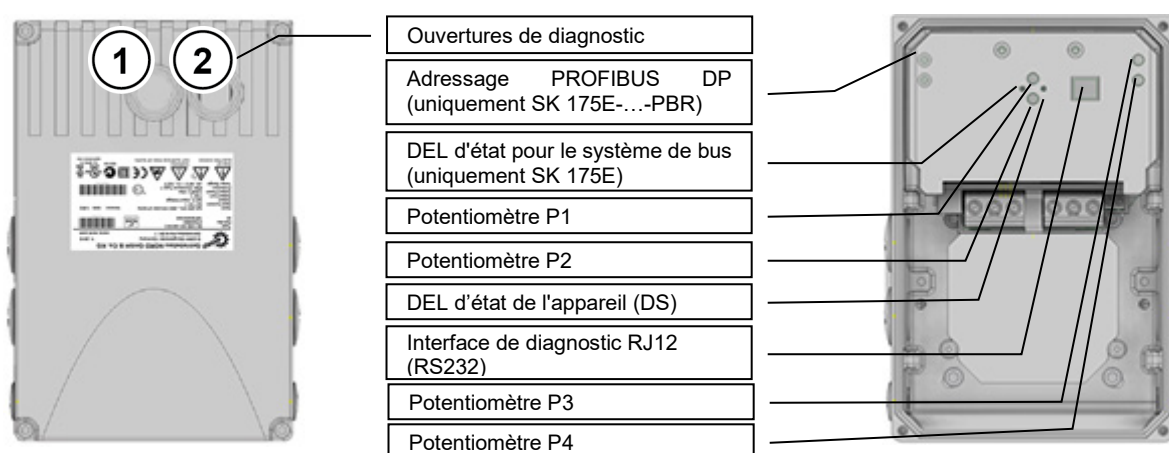 1
2
Ouvertures de diagnostic
Adressage PROFIBUS DP
(uniquement SK 175E-…-PBR)
DEL d'état pour le système de bus
(uniquement SK 175E)
Potentiomètre P1
Potentiomètre P2
DEL d’état de l'appareil (DS)
Interface de diagnostic RJ12
(RS232)
Potentiomètre P3
Potentiomètre P4